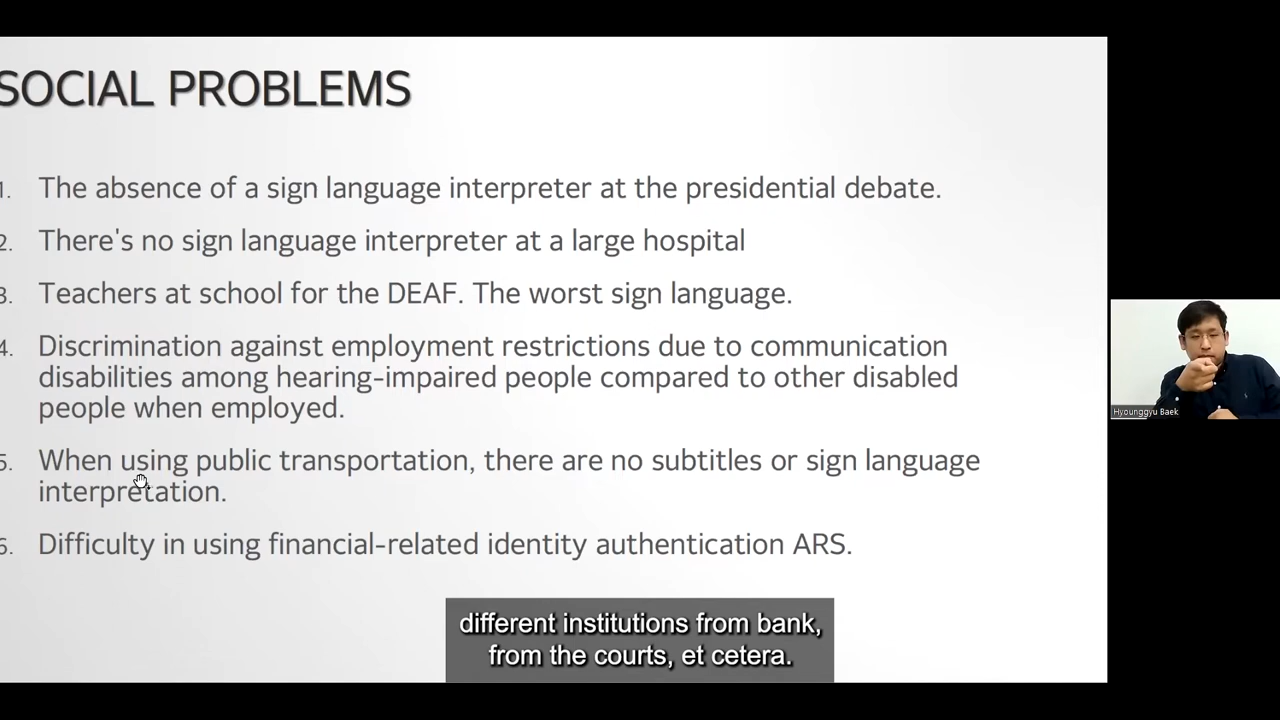 SOCIAL PROBLEMS
1. The absence of a sign language interpreter at the presidential debate.
2. There's no sign language interpreter at a large hospital
3. Teachers at school for the DEAF. The worst sign language.
4. Discrimination against employment restrictions due to communication
disabilities among hearing-impaired people compared to other disabled
people when employed.
5. When using public transportation, there are no subtitles or sign language
interpretation.
6. Difficulty in using financial-related identity authentication ARS.
different institutions from bank,
from the courts, et cetera.
Hyounggyu Baek